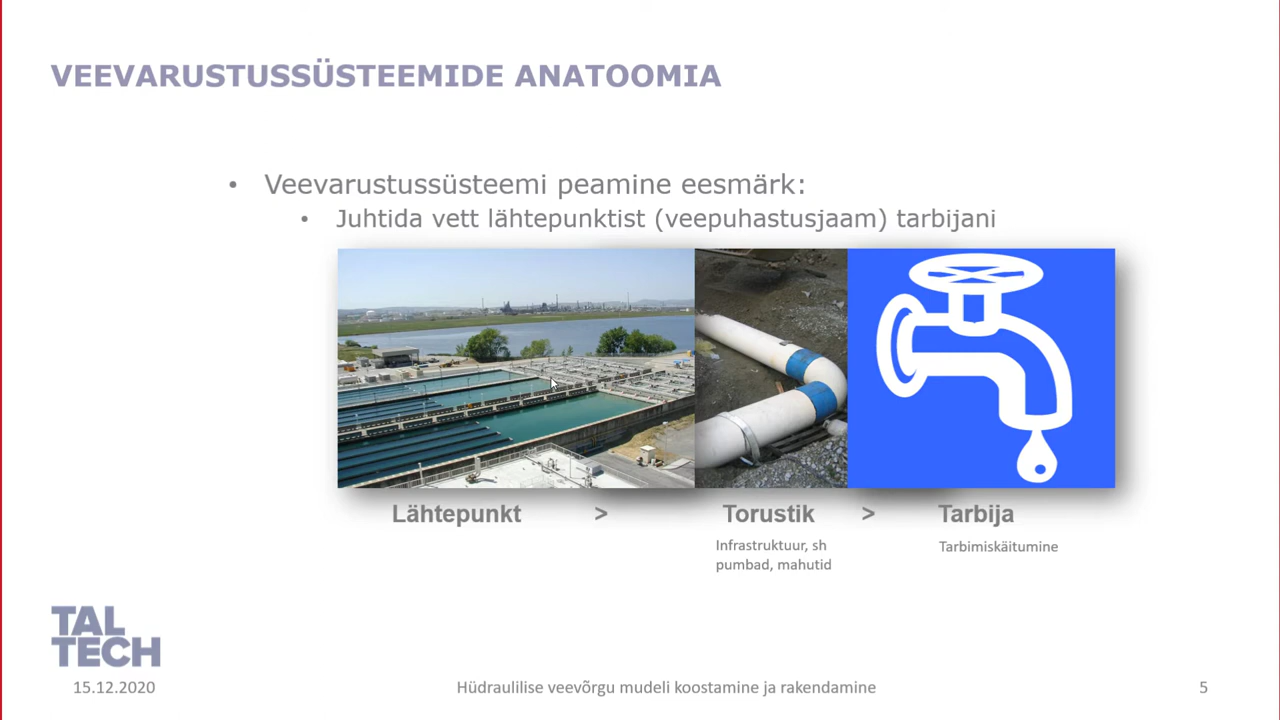 VEEVARUSTUSSÜSTEEMIDE ANATOOMIA
• Veevarustussüsteemi peamine eesmärk:
• Juhtida vett lähtepunktist (veepuhastusjaam) tarbijani
Lähtepunkt > Torustik > Tarbija
Infrastruktuur, sh
pumbad, mahutid
Tarbimiskäitumine
TAL
TECH
15.12.2020 Hüdraulilise veevõrgu mudeli koostamine ja rakendamine 5